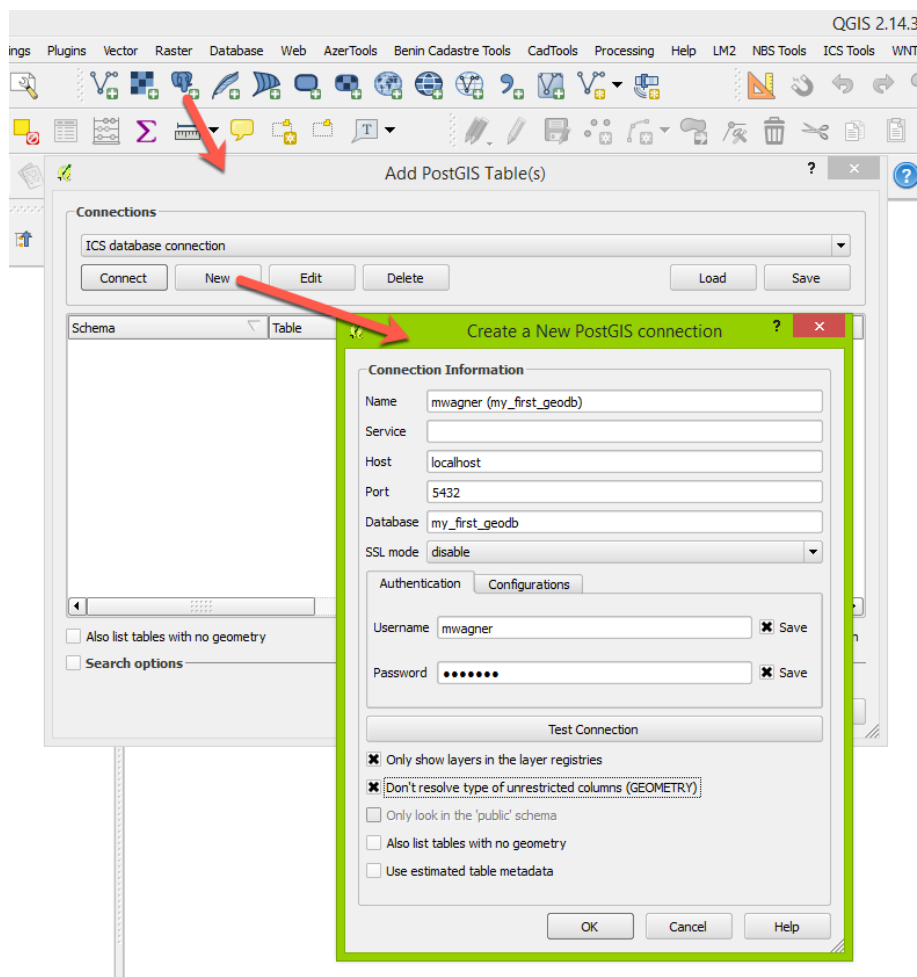 QGIS 2.14.3
ings Plugins Vector Raster Database Web AzerTools Benin Cadastre Tools CadTools Processing Help LM2 NBS Tools ICS Tools WNT
T
Add PostGIS Table(s)
? ×
?
Connections
ICS database connection
Connect New Edit Delete Load Save
Schema Table
Create a New PostGIS connection
? ×
Connection Information
Name mwagner (my_first_geodb)
Service
Host localhost
Port 5432
Database my_first_geodb
SSL mode disable
Authentication Configurations
Username mwagner Save
Password ●●●●●●● Save
Also list tables with no geometry
Search options
Test Connection
Only show layers in the layer registries
Don't resolve type of unrestricted columns (GEOMETRY)
Only look in the 'public' schema
Also list tables with no geometry
Use estimated table metadata
OK Cancel Help